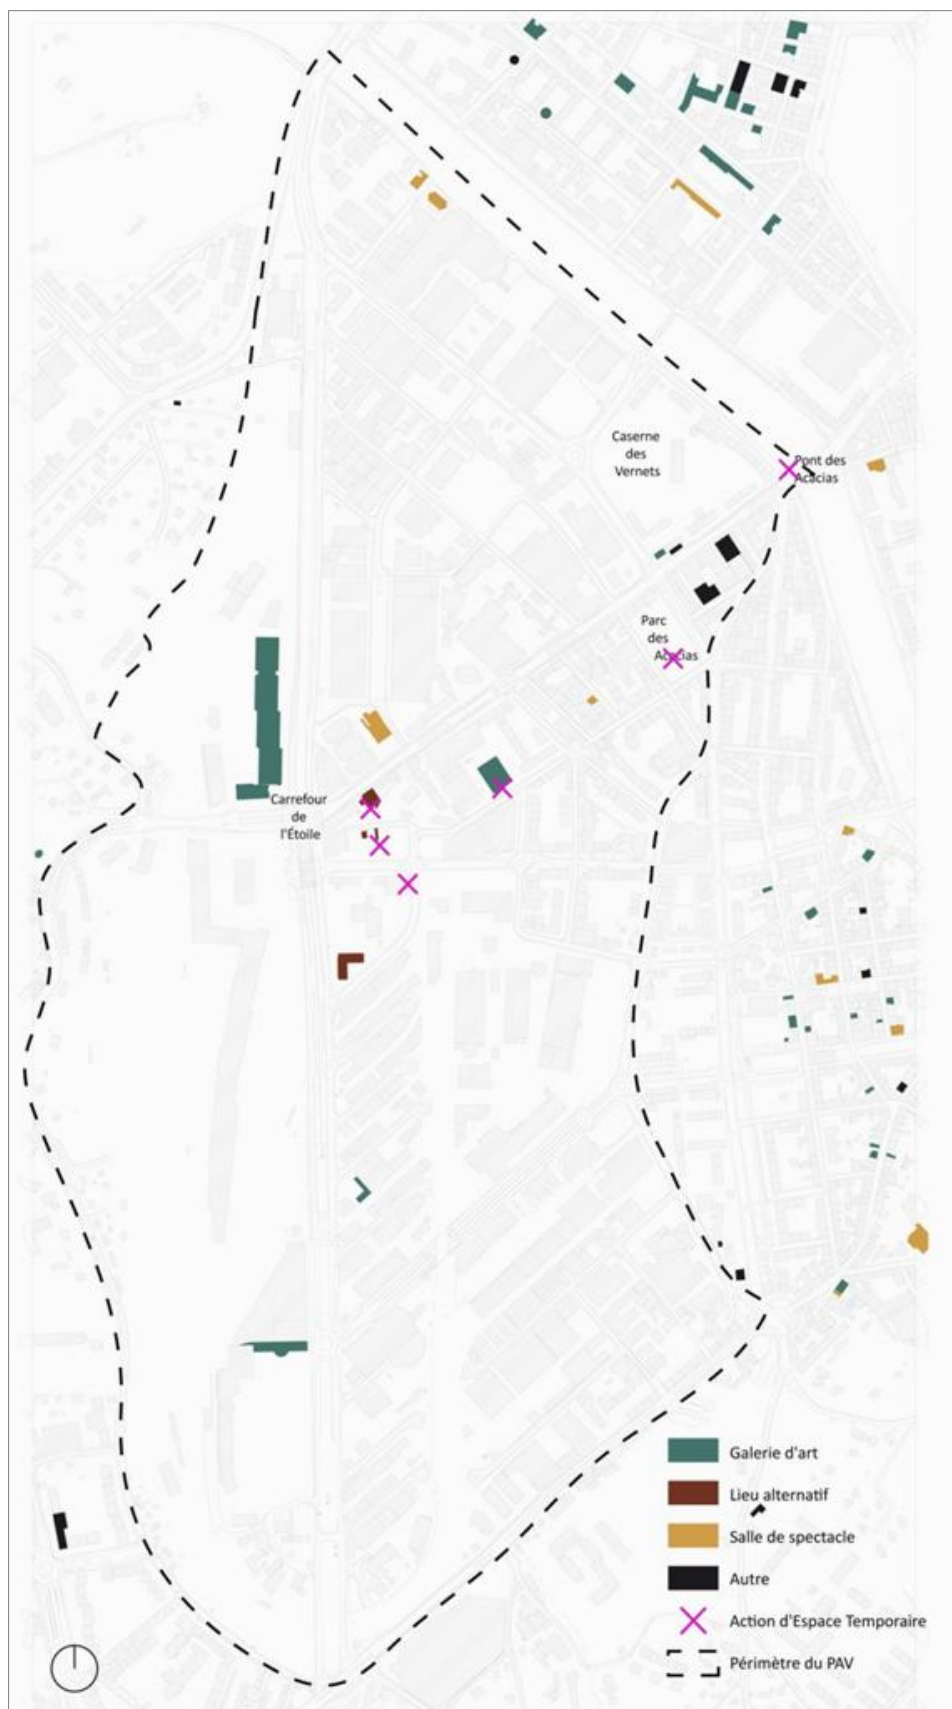 Caserne
des
Vernets
Pont des
Acacias
Parc
des
Acacias
Carrefour
de
l'Étoile
Galerie d'art
Lieu alternatif
Salle de spectacle
Autre
Action d'Espace Temporaire
Périmètre du PAV